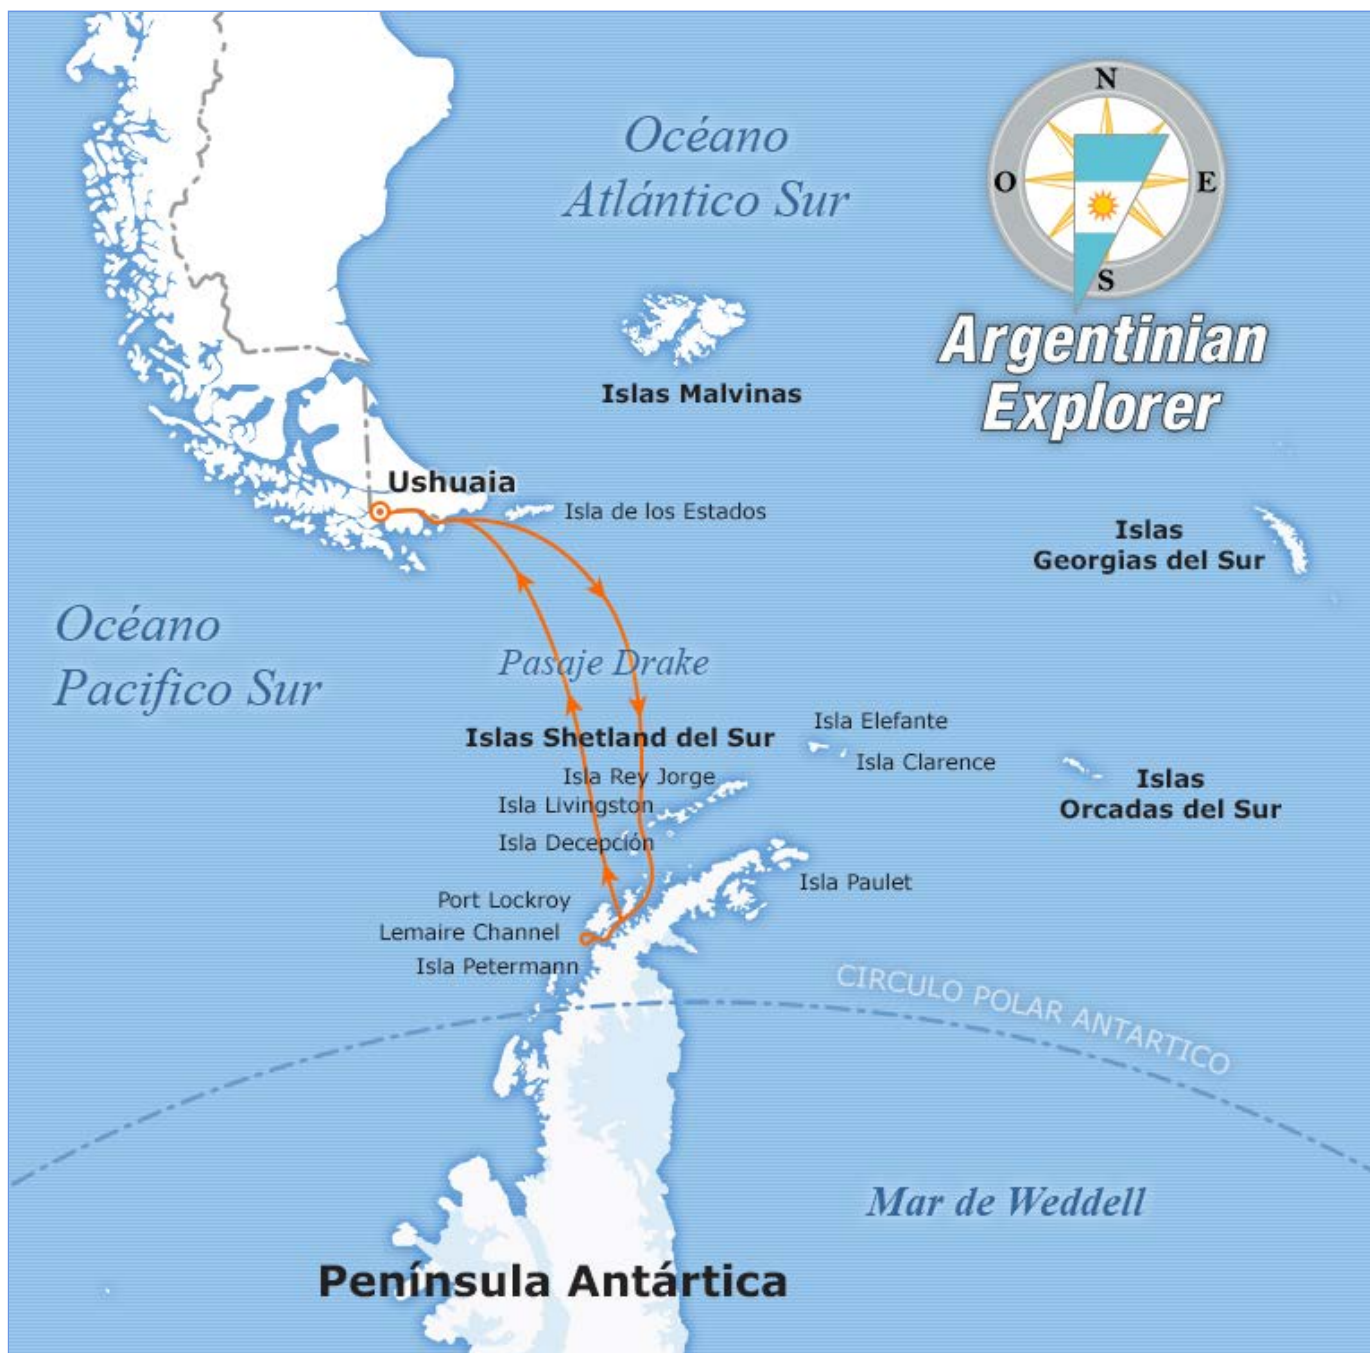 N
O
E
S
Océano
Atlántico Sur
Argentinian
Explorer
Islas Malvinas
Ushuaia
Isla de los Estados
Islas
Georgias del Sur
Océano
Pacifico Sur
Pasaje Drake
Islas Shetland del Sur
Isla Elefante
Isla Clarence
Isla Rey Jorge
Isla Livingston
Isla Decepción
Islas
Orcadas del Sur
Isla Paulet
Port Lockroy
Lemaire Channel
Isla Petermann
CIRCULO POLAR ANTARTICO
Mar de Weddell
Península Antártica